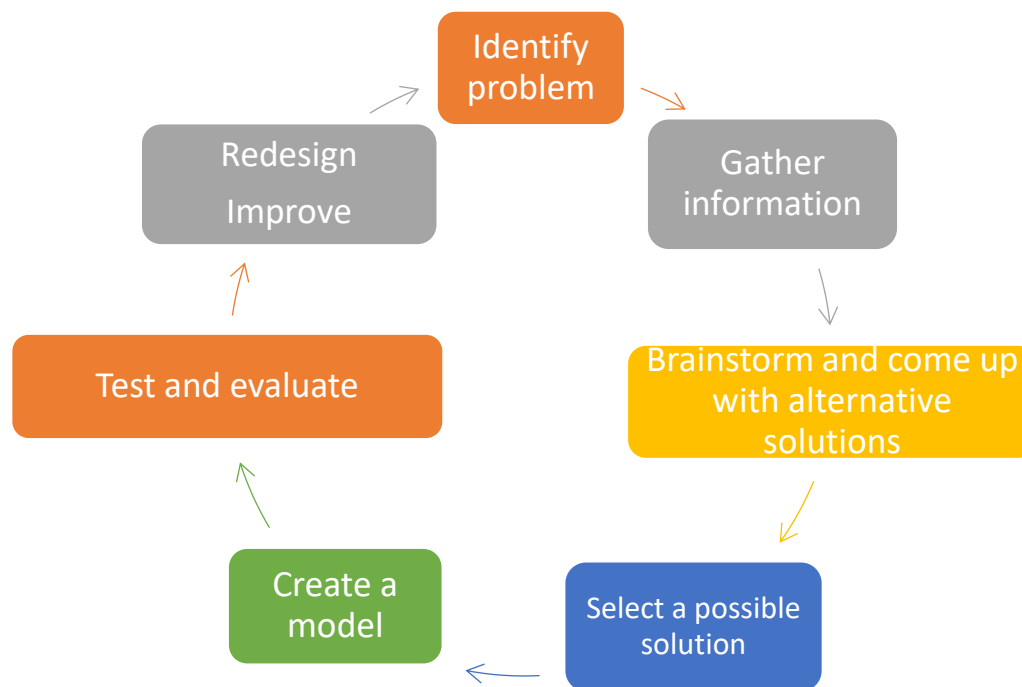 Identify
problem
Gather
information
Brainstorm and come up
with alternative
solutions
Select a possible
solution
Create a
model
Test and evaluate
Redesign
Improve